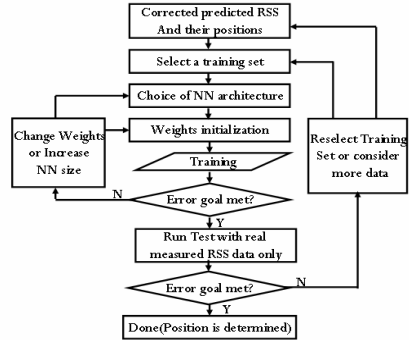 Corrected predicted RSS
And their positions
Select a training set
Choice of NN architecture
Weights initialization
Training
Change Weights
or Increase
NN size
Reselect Training
Set or consider
more data
N
Error goal met?
Y
Run Test with real
measured RSS data only
Error goal met?
N
Y
Done(Position is determined)